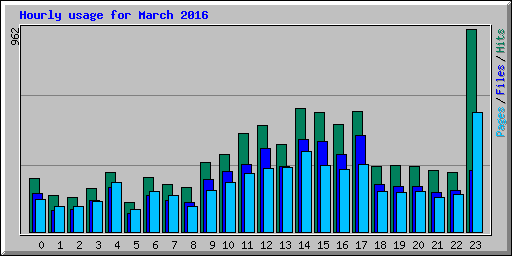 Hourly usage for March 2016
962
Pages / Files / Hits
0 1 2 3 4 5 6 7 8 9 10 11 12 13 14 15 16 17 18 19 20 21 22 23